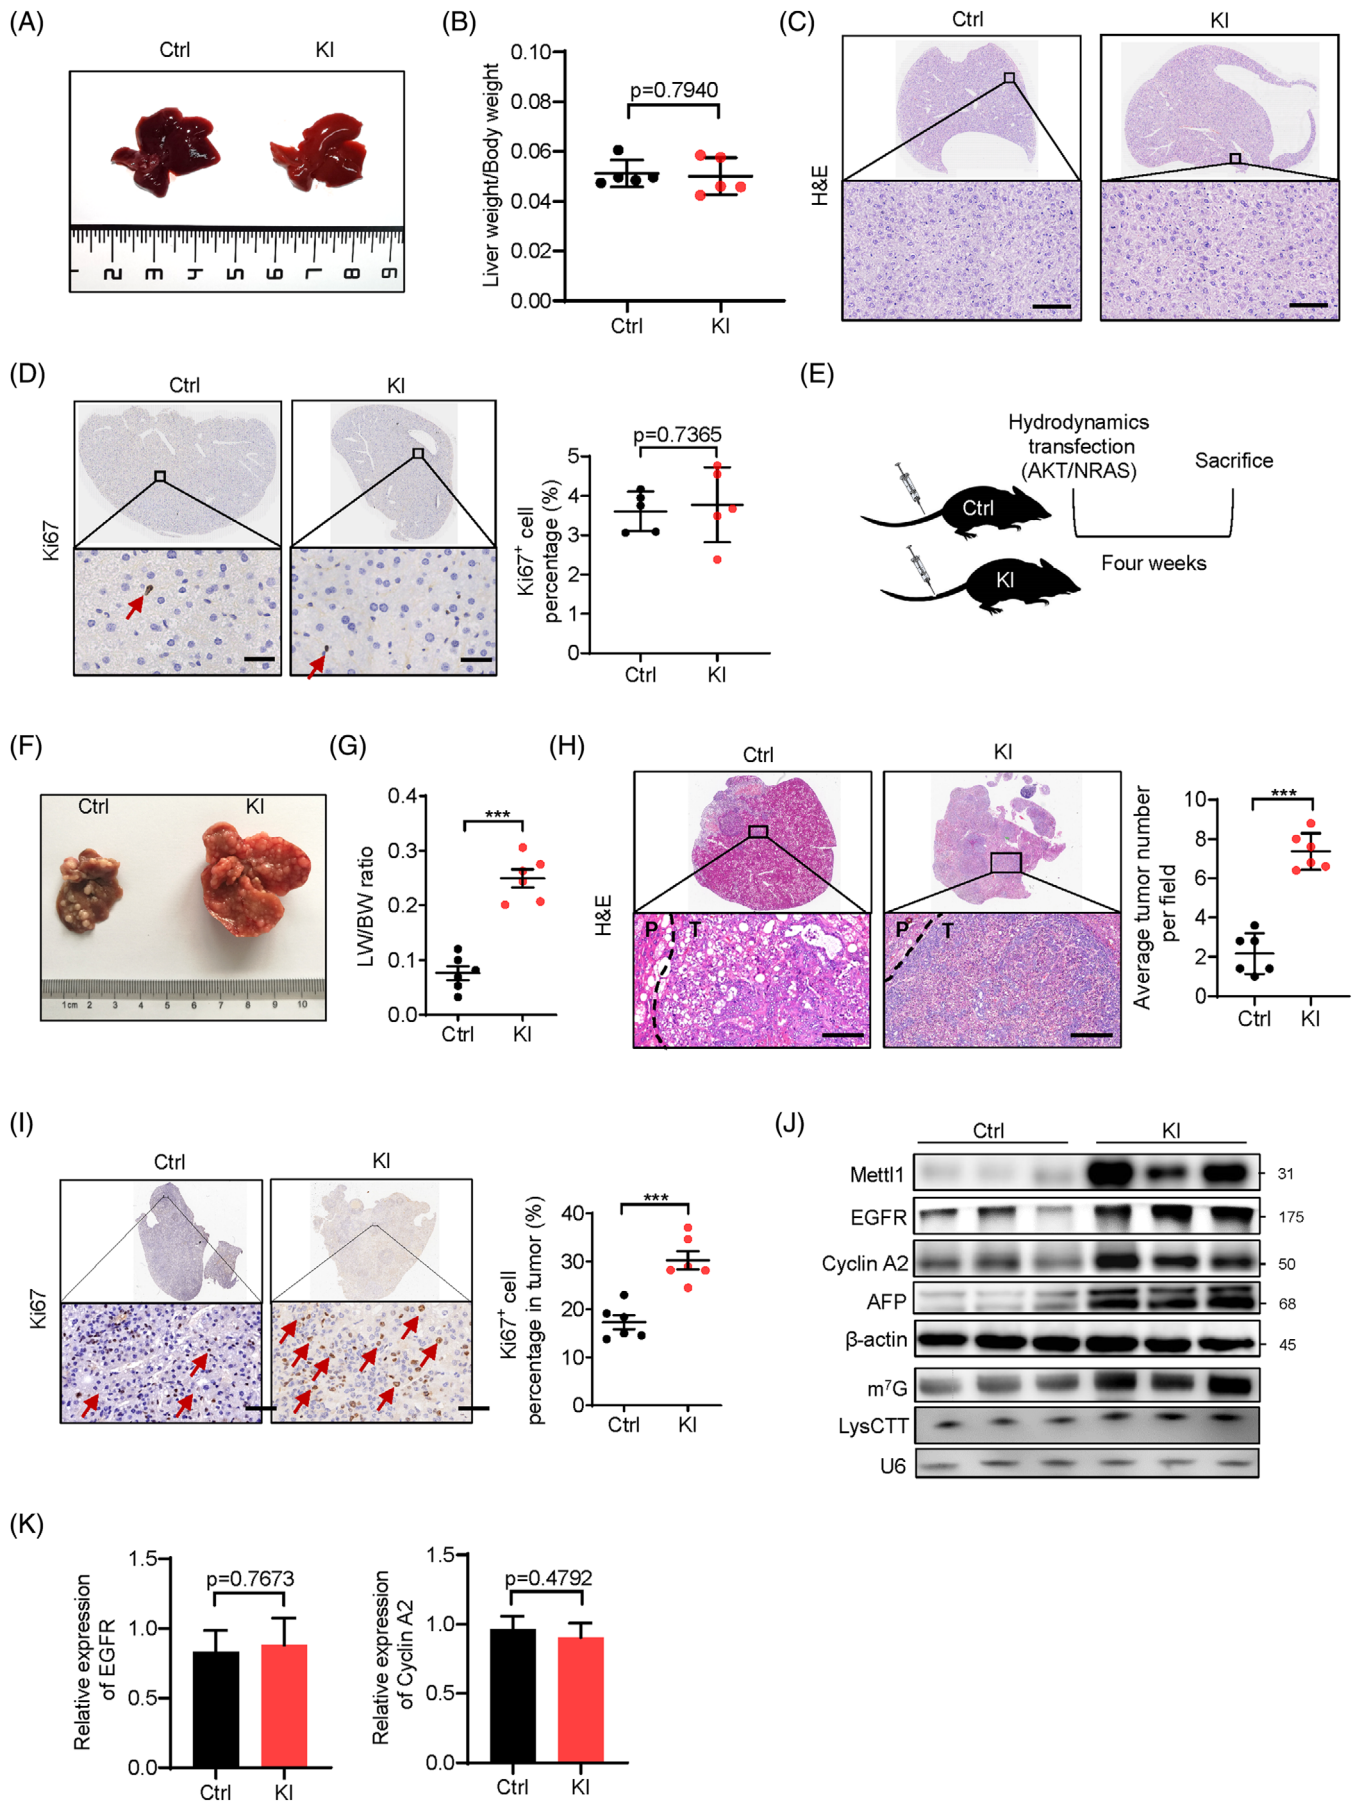 (A)
Ctrl KI
1 2 3 4 5 6 7 8 9
(B)
Liver weight/Body weight
0.10
0.08
0.06
0.04
0.02
0.00
p=0.7940
Ctrl KI
(C)
Ctrl KI
H&E
(D)
Ctrl KI
Ki67
Ki67+ cell
percentage (%)
5
4
3
2
1
0
p=0.7365
Ctrl KI
(E)
Hydrodynamics
transfection
(AKT/NRAS)
Sacrifice
Ctrl
KI
Four weeks
(F)
Ctrl KI
1cm 2 3 4 5 6 7 8 9 10
(G)
LW/BW ratio
0.4
0.3
0.2
0.1
0.0
***
Ctrl KI
(H)
Ctrl KI
H&E
P T
P T
Average tumor number
per field
10
8
6
4
2
0
***
Ctrl KI
(I)
Ctrl KI
Ki67
Ki67+ cell
percentage in tumor (%)
40
30
20
10
0
***
Ctrl KI
(J)
Ctrl KI
Mettl1 31
EGFR 175
Cyclin A2 50
AFP 68
β-actin 45
m⁷G
LysCTT
U6
(K)
Relative expression
of EGFR
1.5
1.0
0.5
0.0
p=0.7673
Ctrl KI
Relative expression
of Cyclin A2
1.5
1.0
0.5
0.0
p=0.4792
Ctrl KI